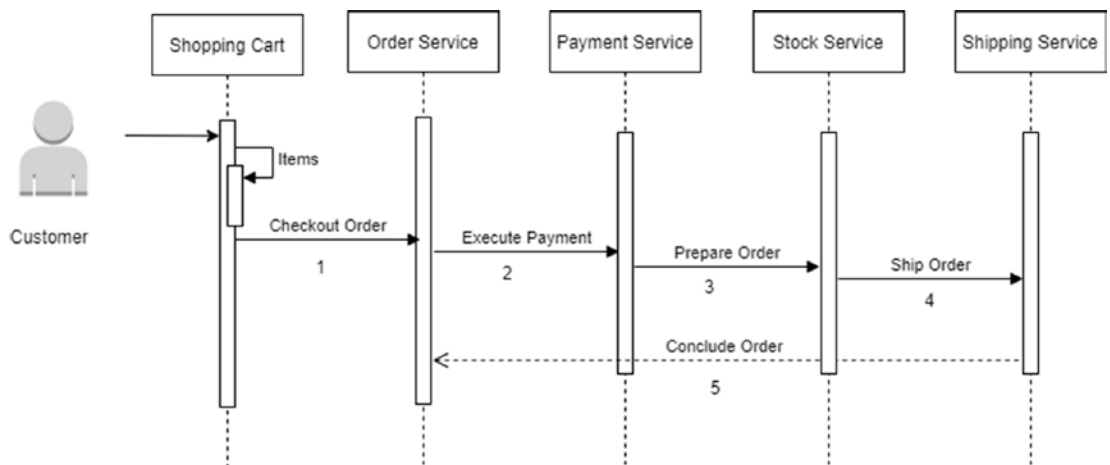 Shopping Cart
Order Service
Payment Service
Stock Service
Shipping Service
Items
Customer
Checkout Order
1
Execute Payment
2
Prepare Order
3
Ship Order
4
Conclude Order
5